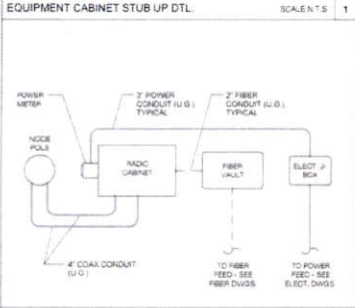 EQUIPMENT CABINET STUB UP DTL.
SCALE N.T.S
1
POWER
METER
2" POWER
CONDUIT (U.G.)
TYPICAL
2" FIBER
CONDUIT (U.G.)
TYPICAL
NODE
POLE
RADIO
CABINET
FIBER
VAULT
ELECT. J-
BOX
4" COAX CONDUIT
(U.G.)
TO FIBER
FEED - SEE
FIBER DWGS
TO POWER
FEED - SEE
ELECT. DWGS